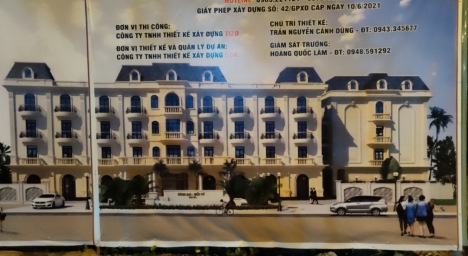 HOTLINE
GIẤY PHÉP XÂY DỰNG SỐ: 42/GPXD CẤP NGÀY 10/6/2021
ĐƠN VỊ THI CÔNG:
CÔNG TY TNHH THIẾT KẾ XÂY DỰNG
ĐƠN VỊ THIẾT KẾ VÀ QUẢN LÝ DỰ ÁN:
CÔNG TY TNHH THIẾT KẾ XÂY DỰNG
CHỦ TRÌ THIẾT KẾ:
TRẦN NGUYỄN CẢNH DŨNG - ĐT: 0943.345677
GIÁM SÁT TRƯỞNG:
HOÀNG QUỐC LÂM - ĐT: 0948.591292